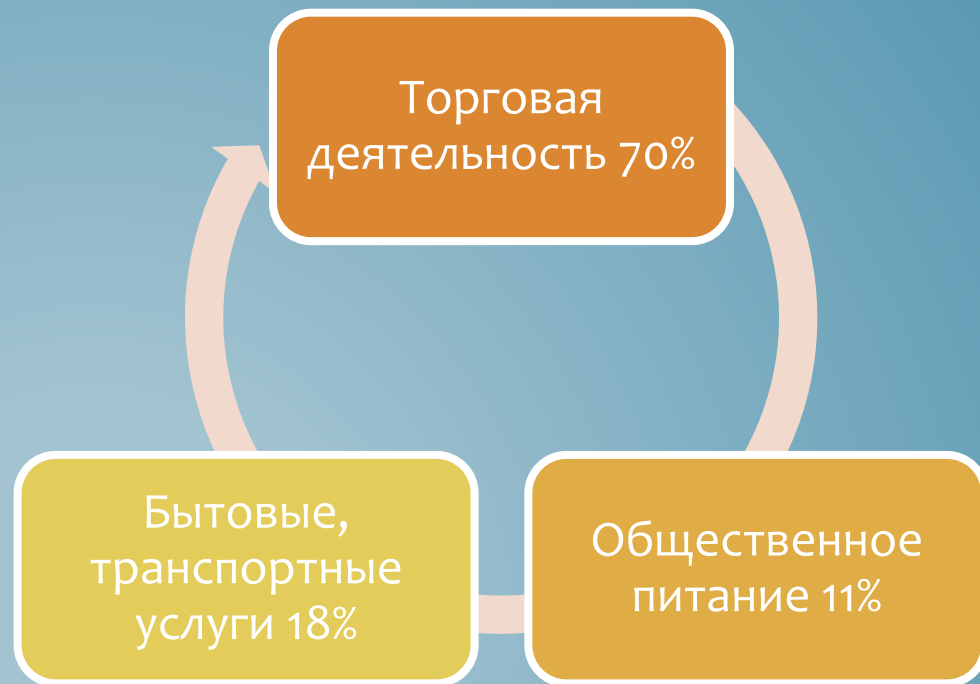 Торговая
деятельность 70%
Бытовые,
транспортные
услуги 18%
Общественное
питание 11%